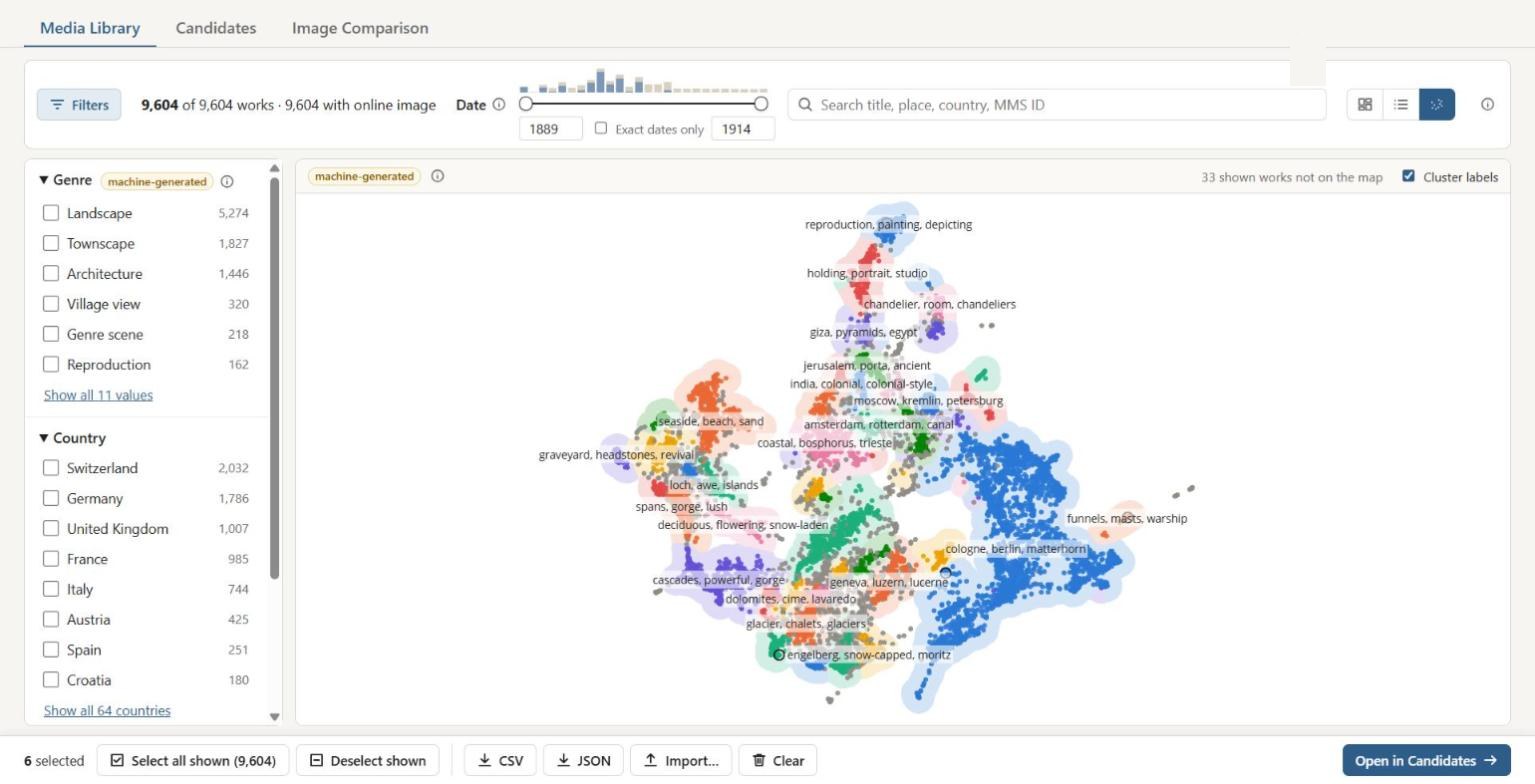 Media Library Candidates Image Comparison
Filters 9,604 of 9,604 works · 9,604 with online image Date Search title, place, country, MMS ID
1889 Exact dates only 1914
Genre machine-generated
Landscape 5,274
Townscape 1,827
Architecture 1,446
Village view 320
Genre scene 218
Reproduction 162
Show all 11 values
Country
Switzerland 2,032
Germany 1,786
United Kingdom 1,007
France 985
Italy 744
Austria 425
Spain 251
Croatia 180
Show all 64 countries
machine-generated 33 shown works not on the map Cluster labels
reproduction, painting, depicting
holding, portrait, studio
chandelier, room, chandeliers
giza, pyramids, egypt
jerusalem, porta, ancient
india, colonial, colonial-style
moscow, kremlin, petersburg
seaside, beach, sand
amsterdam, rotterdam, canal
coastal, bosphorus, trieste
graveyard, headstones, revival
loch, awe, islands
spans, gorge, lush
funnels, masts, warship
deciduous, flowering, snow-laden
cologne, berlin, matterhorn
cascades, powerful, gorge
geneva, luzern, lucerne
dolomites, cime, lavaredo
glacier, chalets, glaciers
engelberg, snow-capped, moritz
6 selected Select all shown (9,604) Deselect shown CSV JSON Import... Clear Open in Candidates →